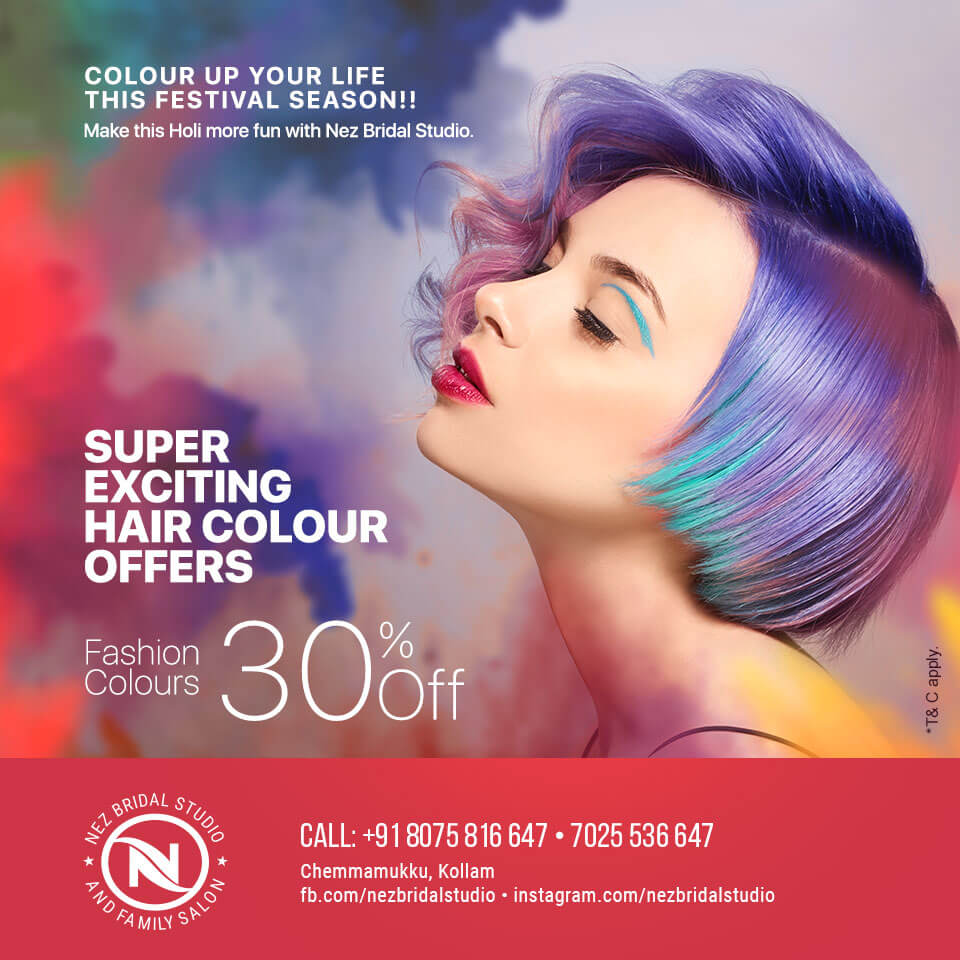 COLOUR UP YOUR LIFE
THIS FESTIVAL SEASON!!
Make this Holi more fun with Nez Bridal Studio.
SUPER
EXCITING
HAIR COLOUR
OFFERS
Fashion
Colours
30%
Off
*T& C apply.
NEZ BRIDAL STUDIO
N
AND FAMILY SALON
CALL: +91 8075 816 647 • 7025 536 647
Chemmamukku, Kollam
fb.com/nezbridalstudio • instagram.com/nezbridalstudio